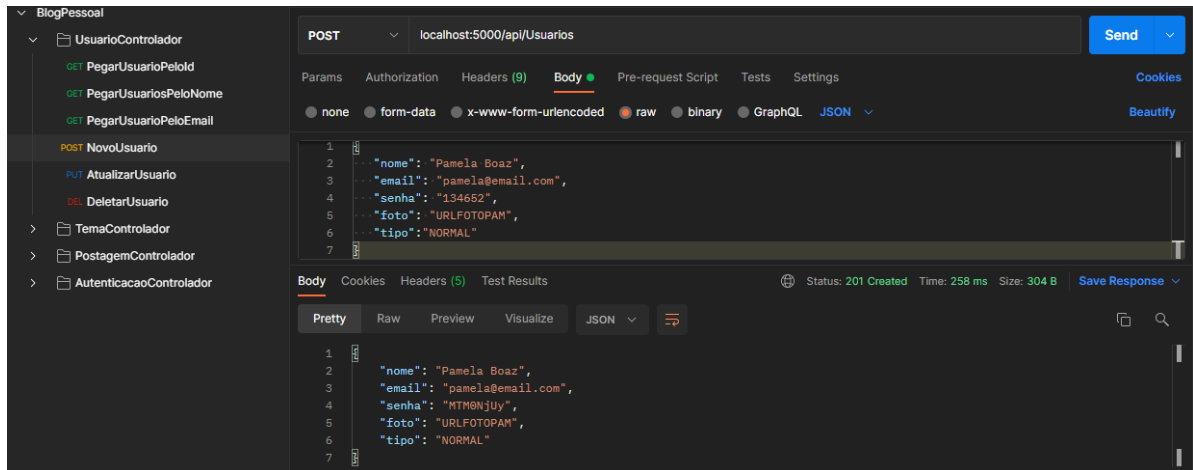 BlogPessoal
UsuarioControlador
GET PegarUsuarioPeloId
GET PegarUsuariosPeloNome
GET PegarUsuarioPeloEmail
POST NovoUsuario
PUT AtualizarUsuario
DEL DeletarUsuario
TemaControlador
PostagemControlador
AutenticacaoControlador
POST localhost:5000/api/Usuarios Send
Params Authorization Headers (9) Body Pre-request Script Tests Settings Cookies
none form-data x-www-form-urlencoded raw binary GraphQL JSON Beautify
1 {
2 "nome": "Pamela Boaz",
3 "email": "pamela@email.com",
4 "senha": "134652",
5 "foto": "URLFOTOPAM",
6 "tipo":"NORMAL"
7 }
Body Cookies Headers (5) Test Results Status: 201 Created Time: 258 ms Size: 304 B Save Response
Pretty Raw Preview Visualize JSON
1 {
2 "nome": "Pamela Boaz",
3 "email": "pamela@email.com",
4 "senha": "MTM0NjUy",
5 "foto": "URLFOTOPAM",
6 "tipo": "NORMAL"
7 }